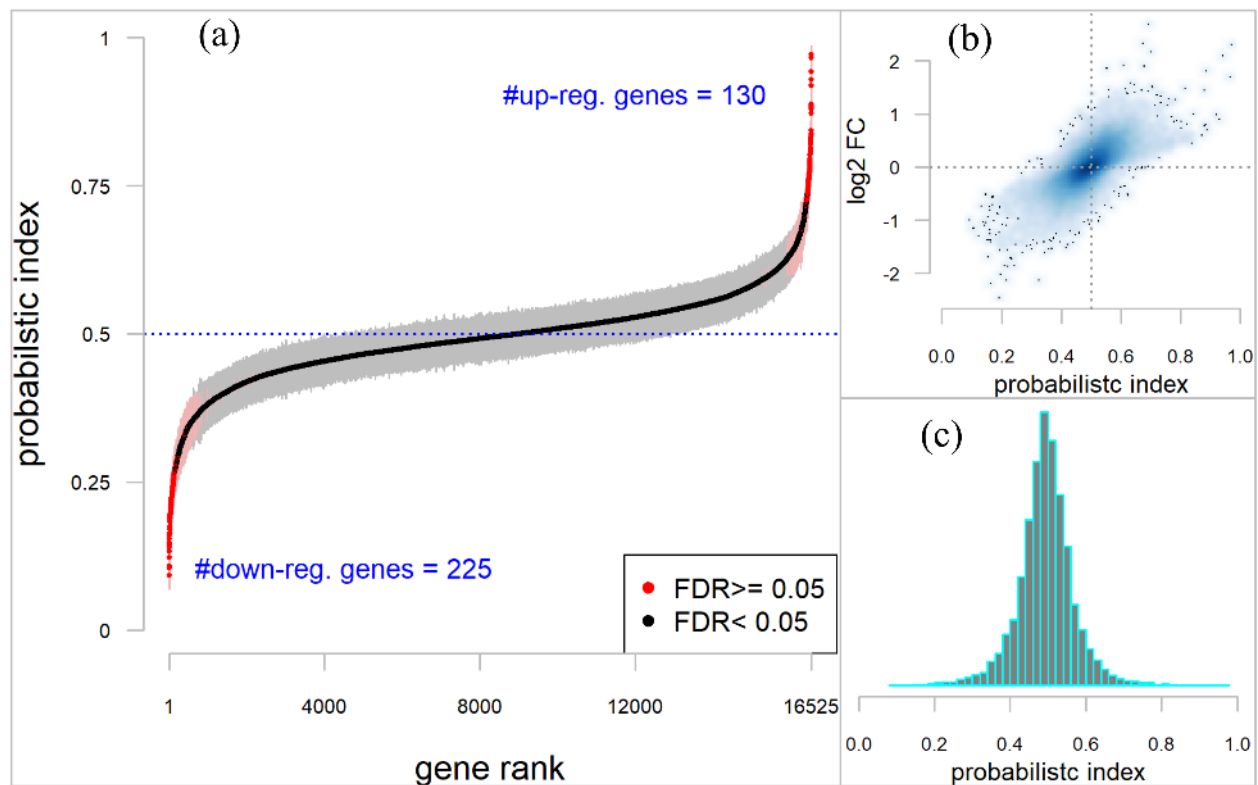 (a)
#up-reg. genes = 130
1
0.75
0.5
0.25
0
probabilistic index
#down-reg. genes = 225
FDR>= 0.05
FDR< 0.05
1
4000
8000
12000
16525
gene rank
(b)
2
1
0
-1
-2
log2 FC
0.0
0.2
0.4
0.6
0.8
1.0
probabilistc index
(c)
0.0
0.2
0.4
0.6
0.8
1.0
probabilistc index